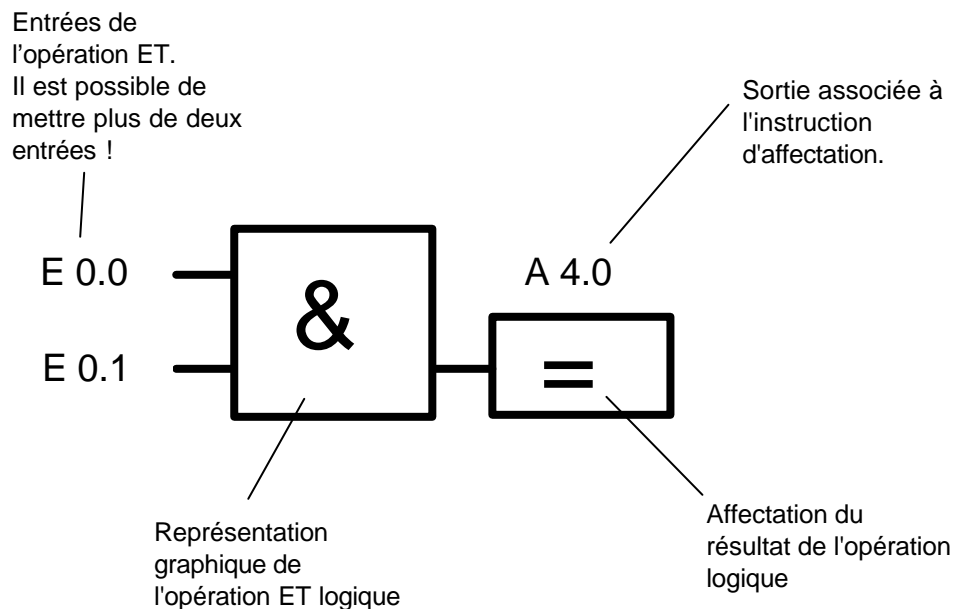 Entrées de
l'opération ET.
Il est possible de
mettre plus de deux
entrées !
Sortie associée à
l'instruction
d'affectation.
E 0.0
&
A 4.0
E 0.1
=
Représentation
graphique de
l'opération ET logique
Affectation du
résultat de l'opération
logique